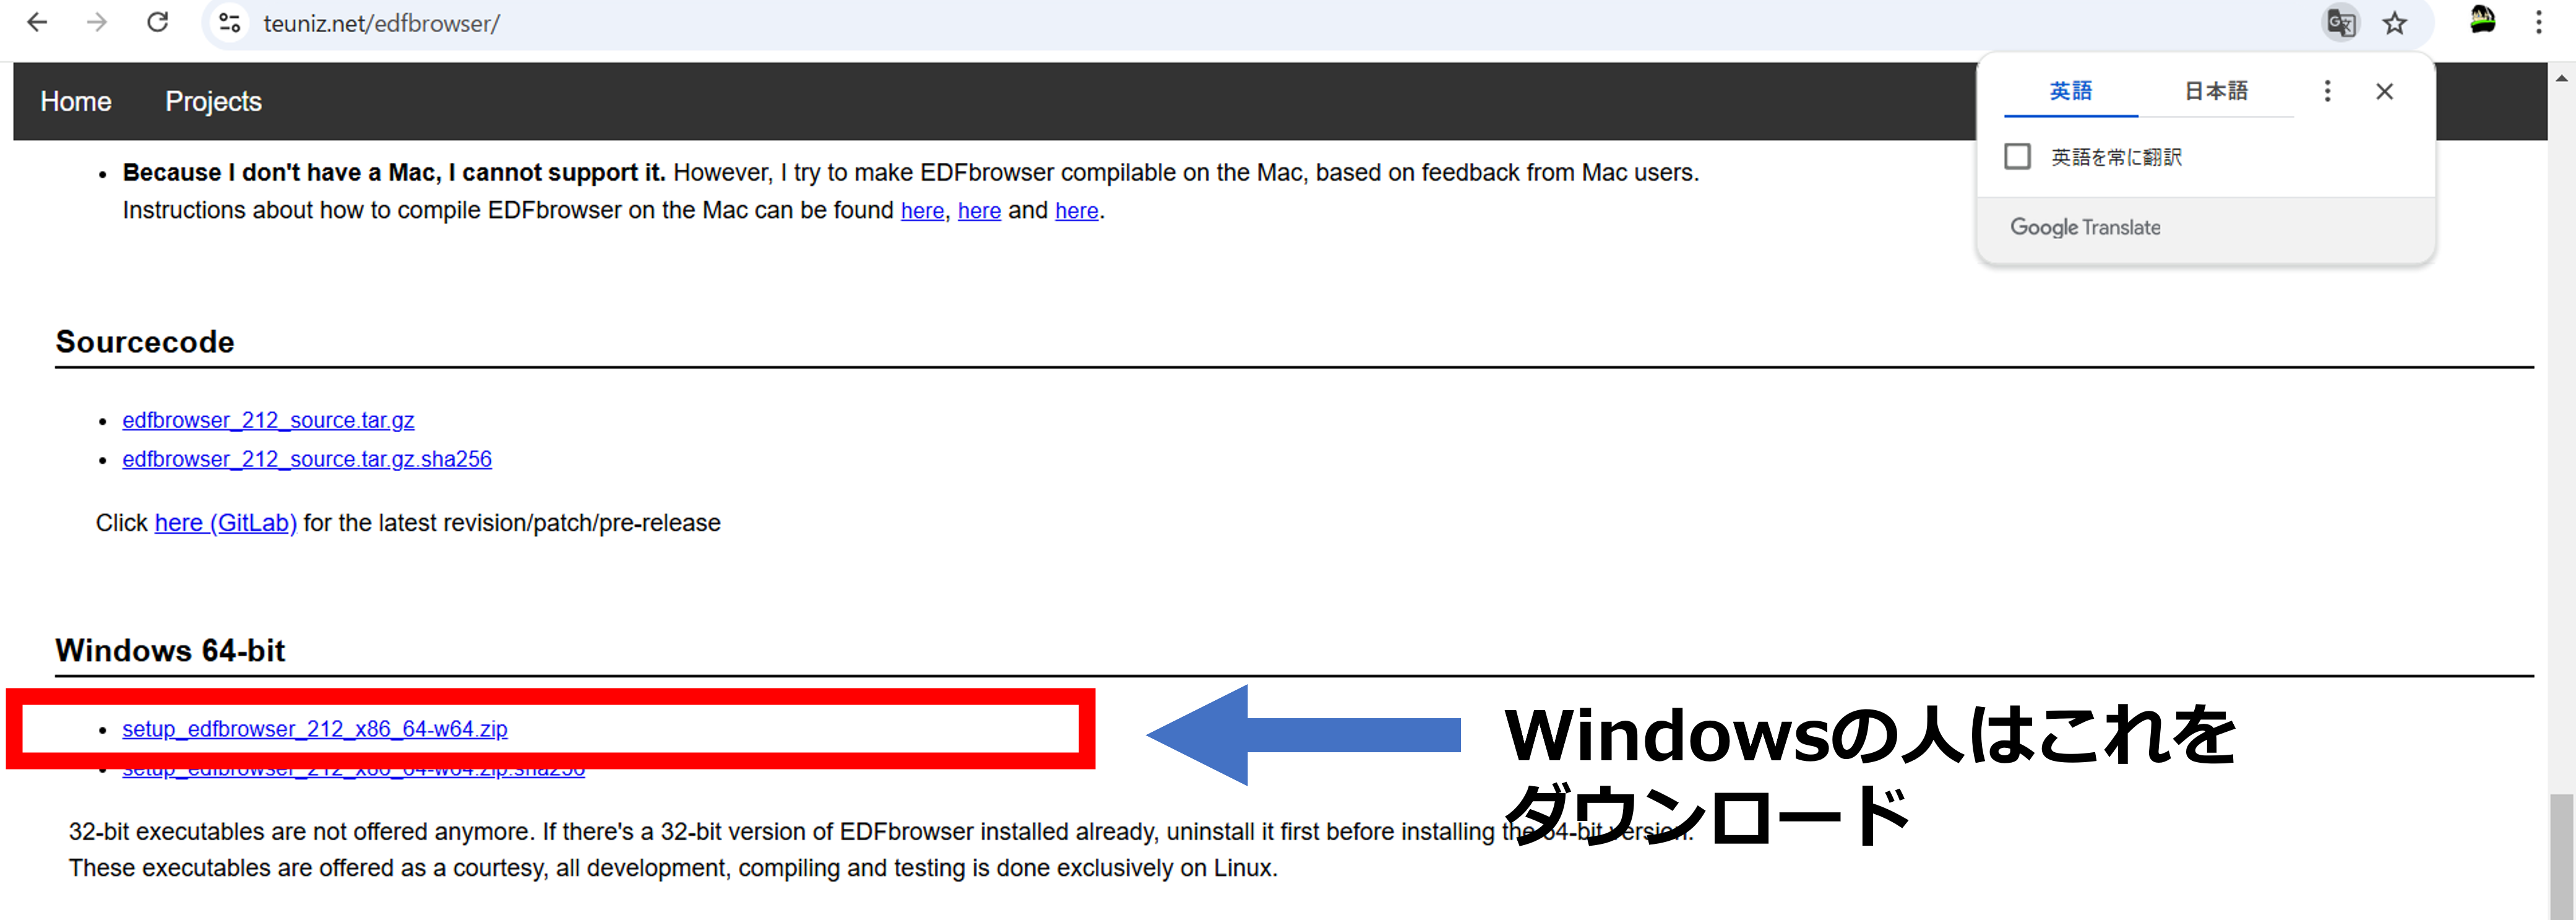 teuniz.net/edfbrowser/
Home Projects
英語 日本語
英語を常に翻訳
Google Translate
Because I don't have a Mac, I cannot support it. However, I try to make EDFbrowser compilable on the Mac, based on feedback from Mac users.
Instructions about how to compile EDFbrowser on the Mac can be found here, here and here.
Sourcecode
edfbrowser_212_source.tar.gz
edfbrowser_212_source.tar.gz.sha256
Click here (GitLab) for the latest revision/patch/pre-release
Windows 64-bit
setup_edfbrowser_212_x86_64-w64.zip
setup_edfbrowser_212_x86_64-w64.zip.sha256
Windowsの人はこれを
ダウンロード
32-bit executables are not offered anymore. If there's a 32-bit version of EDFbrowser installed already, uninstall it first before installing the 64-bit version.
These executables are offered as a courtesy, all development, compiling and testing is done exclusively on Linux.